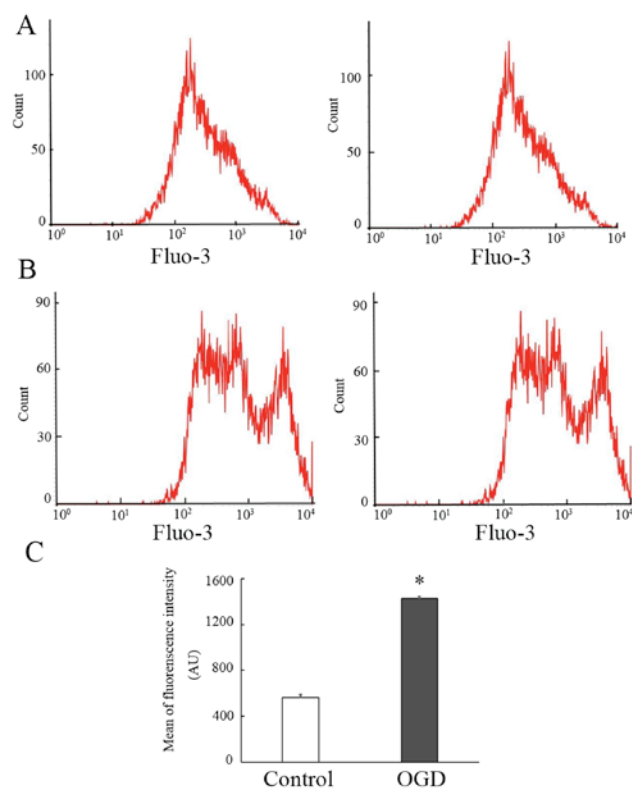 A
Count
100
50
0
10⁰ 10¹ 10² 10³ 10⁴
Fluo-3
Count
100
50
0
10⁰ 10¹ 10² 10³ 10⁴
Fluo-3
B
Count
90
60
30
0
10⁰ 10¹ 10² 10³ 10⁴
Fluo-3
Count
90
60
30
0
10⁰ 10¹ 10² 10³ 10⁴
Fluo-3
C
Mean of fluorenscence intensity
(AU)
1600
1200
800
400
0
*
Control OGD